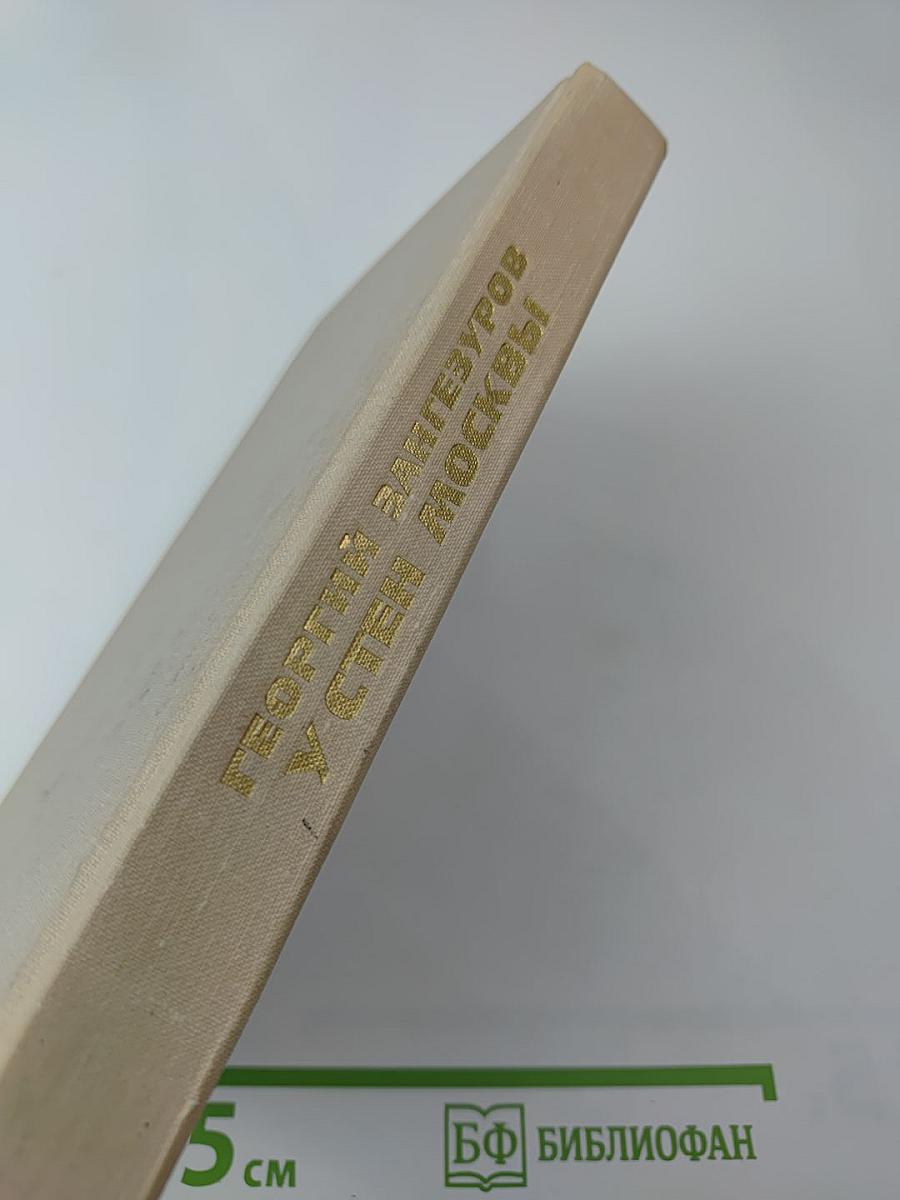 ГЕОРГИЙ ЗАНГЕЗУРОВ
У СТЕН МОСКВЫ
5 см
БФ БИБЛИОФАН